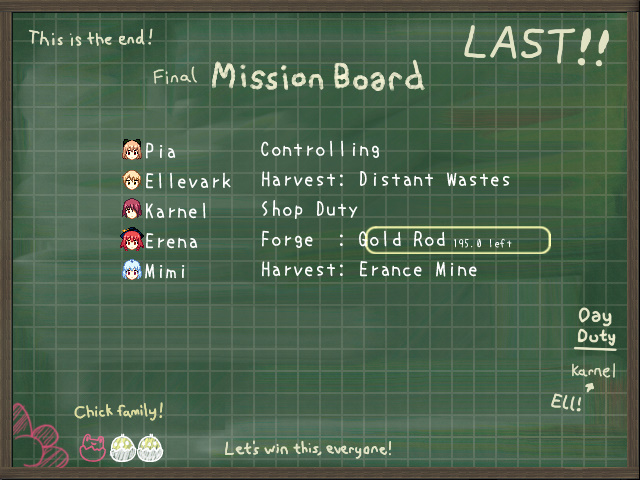 This is the end!
LAST!!
Final Mission Board
Pia Controlling
Ellevark Harvest: Distant Wastes
Karnel Shop Duty
Erena Forge : Gold Rod 195.0 left
Mimi Harvest: Erance Mine
Day
Duty
Karnel
Ell!
Chick family!
Let's win this, everyone!